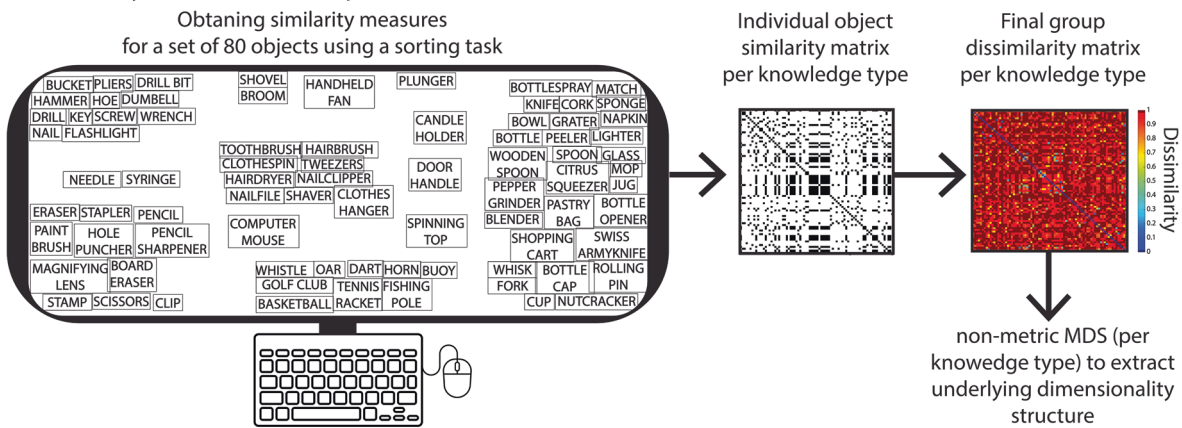 Obtaning similarity measures
for a set of 80 objects using a sorting task
BUCKET PLIERS DRILL BIT
HAMMER HOE DUMBELL
DRILL KEY SCREW WRENCH
NAIL FLASHLIGHT
NEEDLE SYRINGE
ERASER STAPLER PENCIL
PAINT BRUSH
HOLE PUNCHER
PENCIL SHARPENER
MAGNIFYING LENS
BOARD ERASER
STAMP SCISSORS CLIP
SHOVEL
BROOM
HANDHELD FAN
PLUNGER
CANDLE HOLDER
DOOR HANDLE
SPINNING TOP
TOOTHBRUSH HAIRBRUSH
CLOTHESPIN TWEEZERS
HAIRDRYER NAILCLIPPER
NAILFILE SHAVER CLOTHES HANGER
COMPUTER MOUSE
WHISTLE OAR DART HORN BUOY
GOLF CLUB TENNIS RACKET FISHING POLE
BASKETBALL
BOTTLESPRAY MATCH
KNIFE CORK SPONGE
BOWL GRATER NAPKIN
BOTTLE PEELER LIGHTER
WOODEN SPOON
SPOON GLASS
CITRUS SQUEEZER
MOP
JUG
PEPPER GRINDER
BLENDER
PASTRY BAG
BOTTLE OPENER
SHOPPING CART
SWISS ARMYKNIFE
WHISK
FORK
BOTTLE CAP
ROLLING PIN
CUP NUTCRACKER
Individual object
similarity matrix
per knowledge type
Final group
dissimilarity matrix
per knowledge type
1
0.9
0.8
0.7
0.6
0.5
0.4
0.3
0.2
0.1
0
Dissimilarity
non-metric MDS (per
knowedge type) to extract
underlying dimensionality
structure